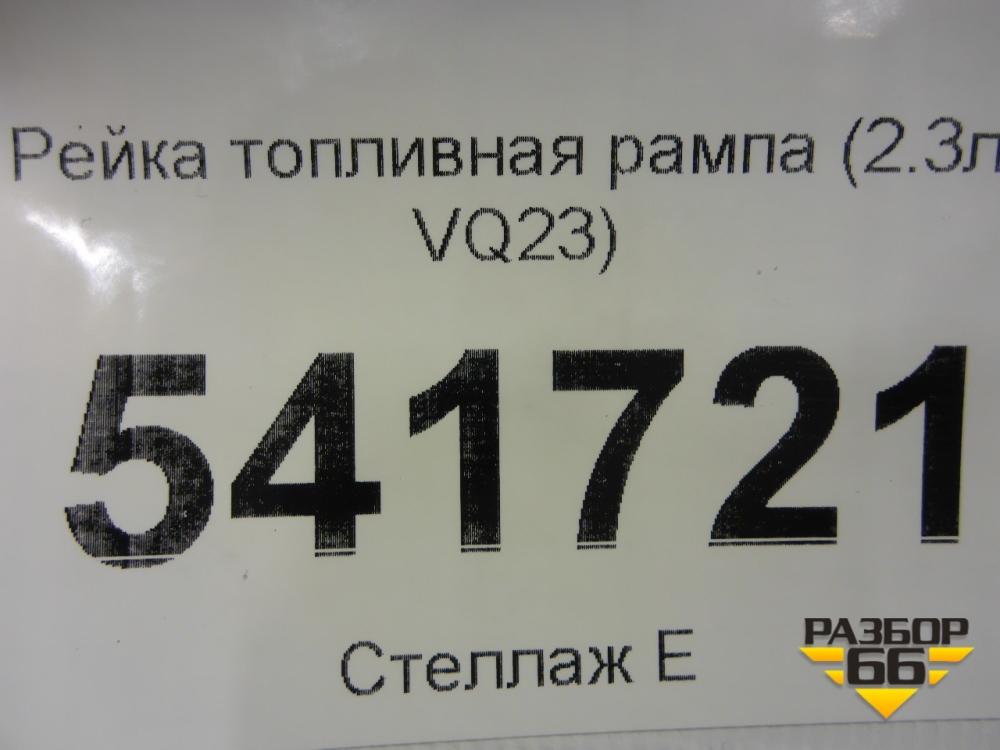 Рейка топливная рампа (2.3л
VQ23)
541721
Стеллаж Е
РАЗБОР
66